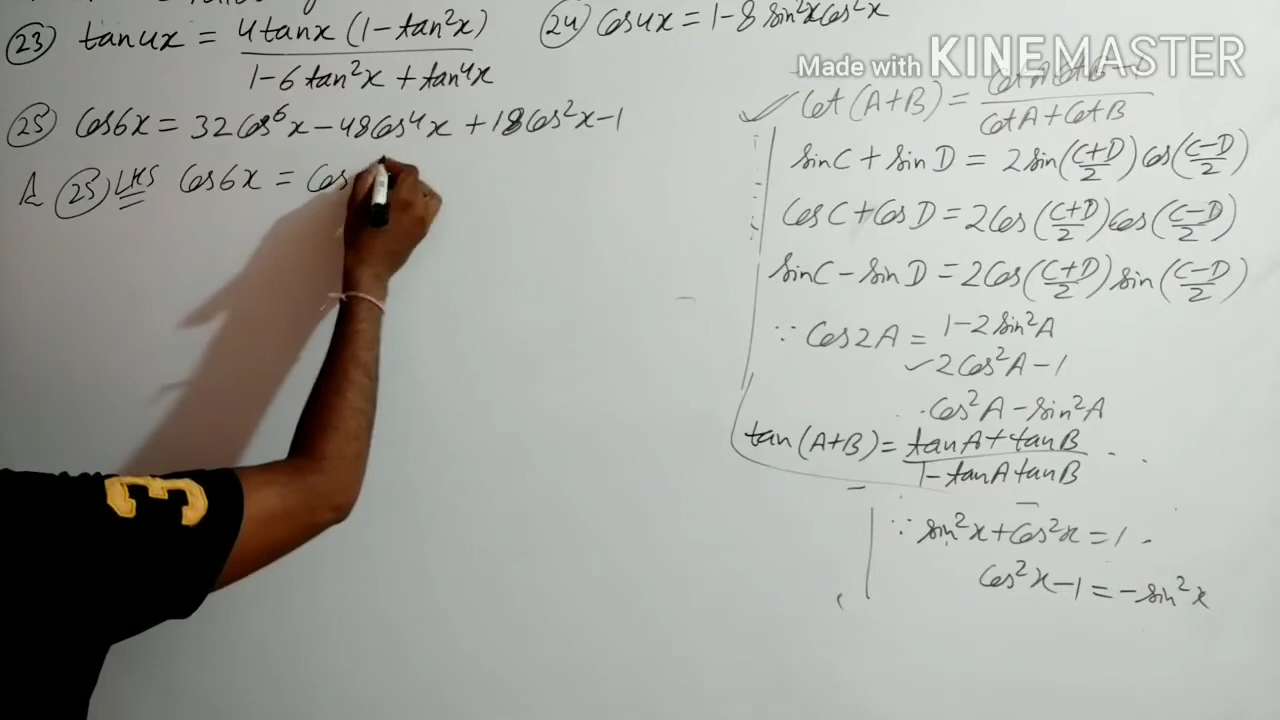 (23) tan4x = 4tanx (1-tan²x) / 1-6tan²x + tan⁴x
(24) Cos4x = 1-8 sin²x cos²x
(25) Cos6x = 32Cos⁶x - 48Cos⁴x + 18Cos²x-1
(25) LHS Cos6x = Cos
Made with KINEMASTER
Cot(A+B) = CotA CotB-1 / CotA + CotB
sinC + sinD = 2sin(C+D/2) Cos(C-D/2)
CosC + CosD = 2Cos(C+D/2) Cos(C-D/2)
sinC - sinD = 2Cos(C+D/2) sin(C-D/2)
∵ Cos2A = 1-2sin²A
✓2Cos²A-1
Cos²A - sin²A
tan(A+B) = tanA + tanB / 1-tanA tanB
∵ sin²x + Cos²x = 1
Cos²x-1 = -sin²x
E